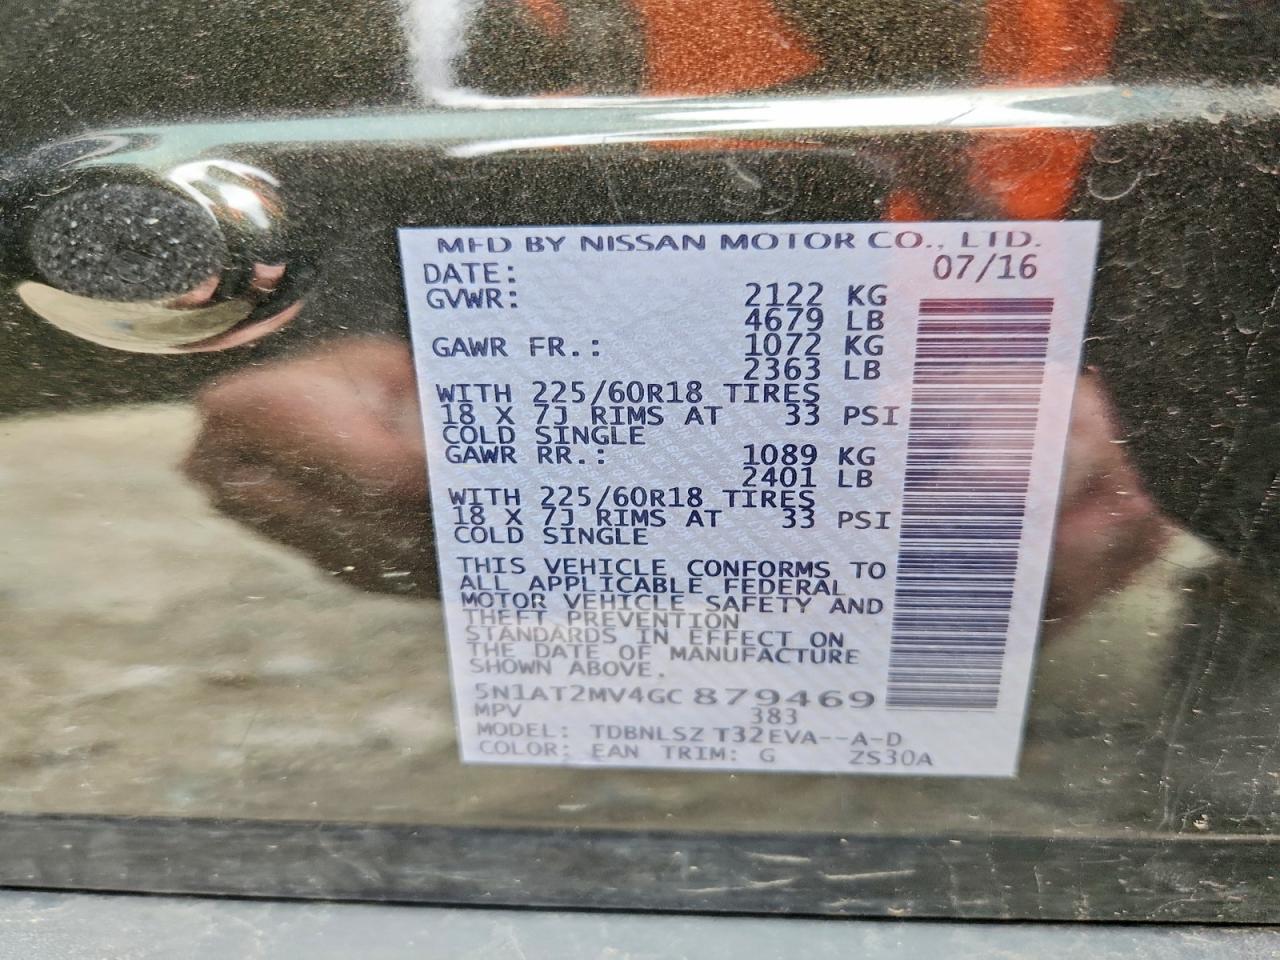 MFD BY NISSAN MOTOR CO., LTD.
DATE: 07/16
GVWR: 2122 KG
4679 LB
GAWR FR.: 1072 KG
2363 LB
WITH 225/60R18 TIRES
18 X 7J RIMS AT 33 PSI
COLD SINGLE
GAWR RR.: 1089 KG
2401 LB
WITH 225/60R18 TIRES
18 X 7J RIMS AT 33 PSI
COLD SINGLE
THIS VEHICLE CONFORMS TO
ALL APPLICABLE FEDERAL
MOTOR VEHICLE SAFETY AND
THEFT PREVENTION
STANDARDS IN EFFECT ON
THE DATE OF MANUFACTURE
SHOWN ABOVE.
5N1AT2MV4GC879469
MPV 383
MODEL: TDBNLSZ T32EVA--A-D
COLOR: EAN TRIM: G ZS30A